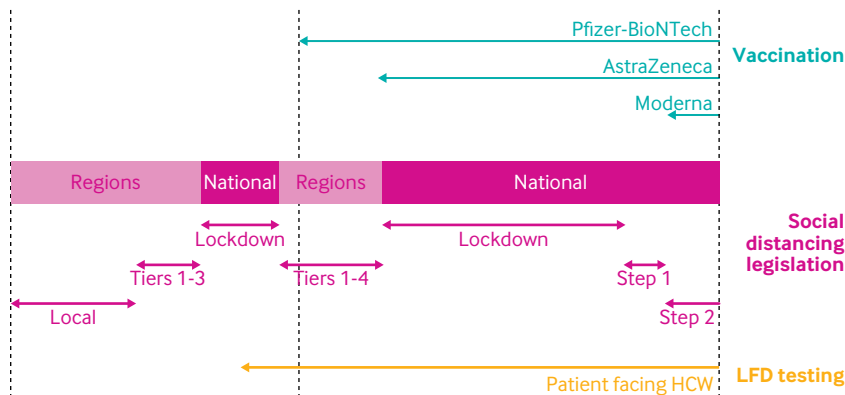 Pfizer-BioNTech
Vaccination
AstraZeneca
Moderna
Regions
National
Regions
National
Lockdown
Lockdown
Social
distancing
legislation
Tiers 1-3
Tiers 1-4
Step 1
Local
Step 2
Patient facing HCW
LFD testing